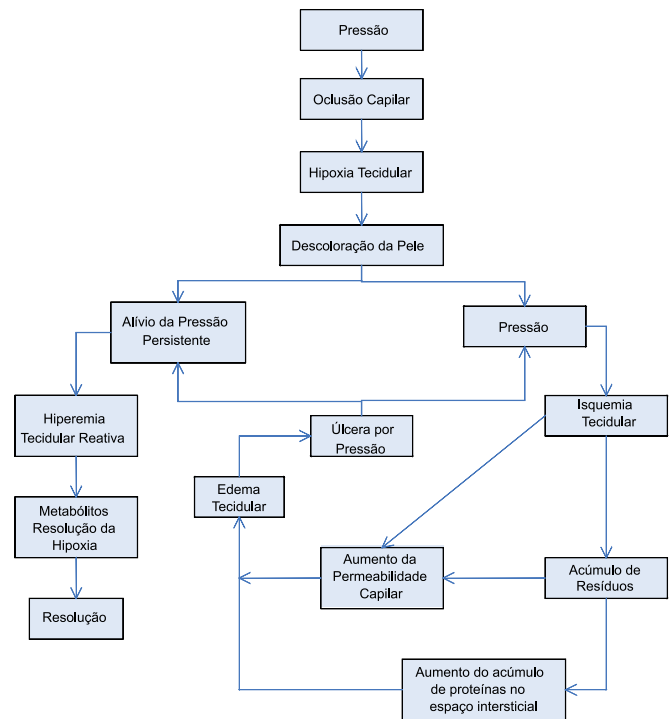 Pressão
Oclusão Capilar
Hipoxia Tecidular
Descoloração da Pele
Alívio da Pressão
Persistente
Pressão
Hiperemia
Tecidular Reativa
Úlcera por
Pressão
Isquemia
Tecidular
Edema
Tecidular
Metabólitos
Resolução da
Hipoxia
Aumento da
Permeabilidade
Capilar
Acúmulo de
Resíduos
Resolução
Aumento do acúmulo
de proteínas no
espaço intersticial